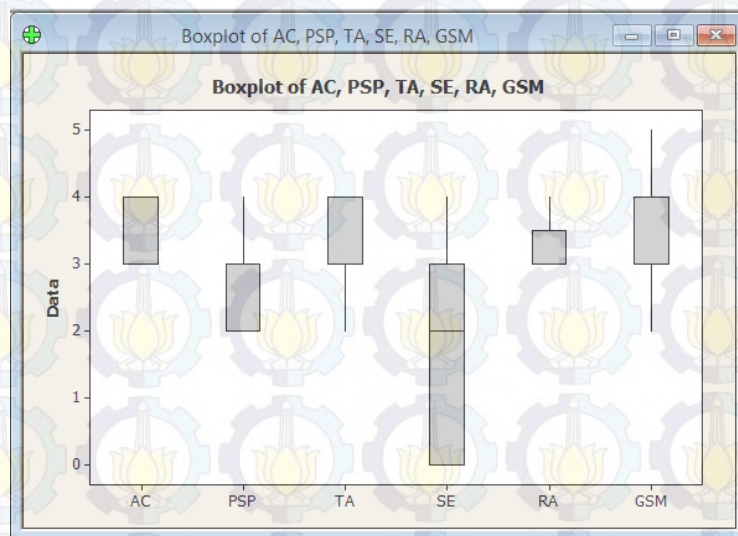 Boxplot of AC, PSP, TA, SE, RA, GSM
Boxplot of AC, PSP, TA, SE, RA, GSM
5
4
3
2
1
0
Data
AC PSP TA SE RA GSM